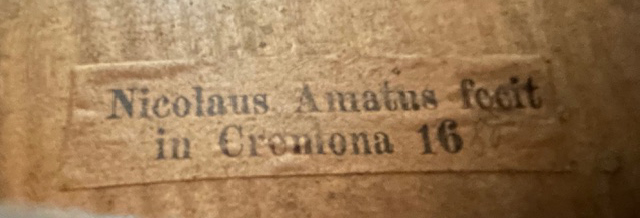 Nicolaus Amatus fecit
in Cremona 16